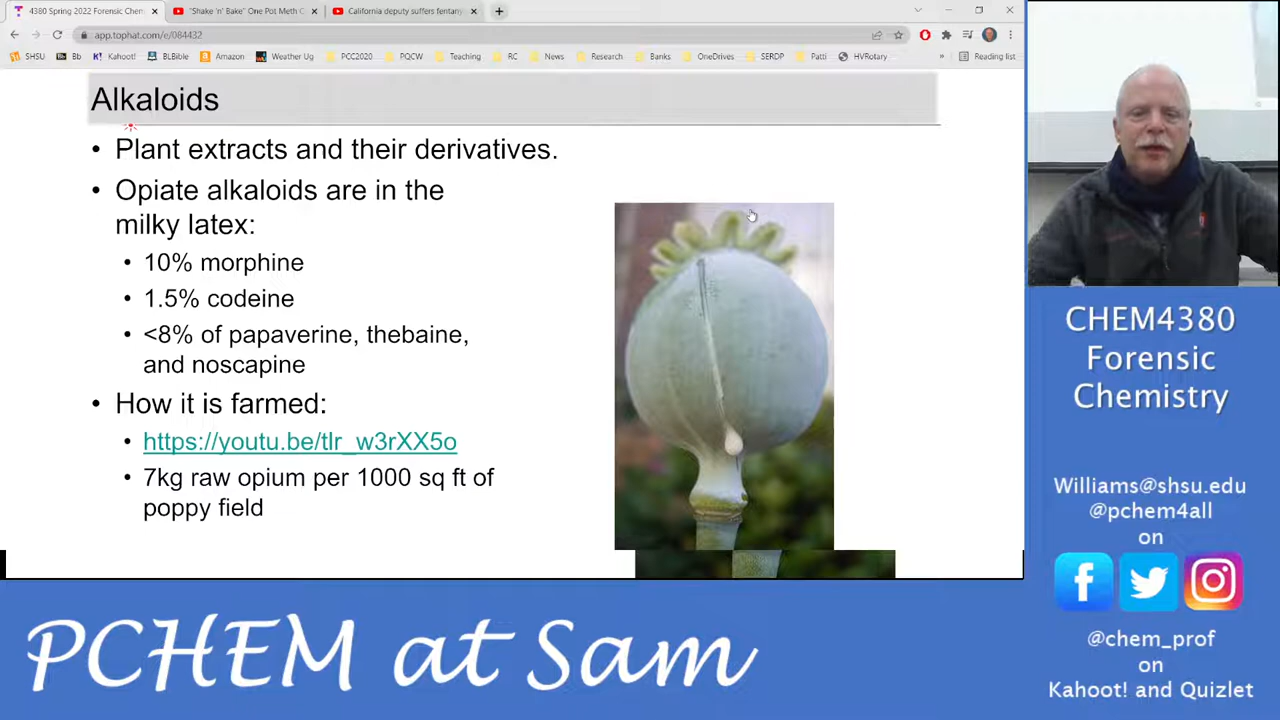 4380 Spring 2022 Forensic Chem
"Shake 'n' Bake" One Pot Meth C
California deputy suffers fentany
app.tophat.com/e/084432
SHSU
Bb
Kahoot!
BLBible
Amazon
Weather Ug
PCC2020
PQCW
Teaching
RC
News
Research
Banks
OneDrives
SERDP
Patti
HVRotary
»
Reading list
Alkaloids
• Plant extracts and their derivatives.
• Opiate alkaloids are in the
milky latex:
• 10% morphine
• 1.5% codeine
• <8% of papaverine, thebaine,
and noscapine
• How it is farmed:
• https://youtu.be/tlr_w3rXX5o
• 7kg raw opium per 1000 sq ft of
poppy field
CHEM4380
Forensic
Chemistry
Williams@shsu.edu
@pchem4all
on
@chem_prof
on
Kahoot! and Quizlet
PCHEM at Sam